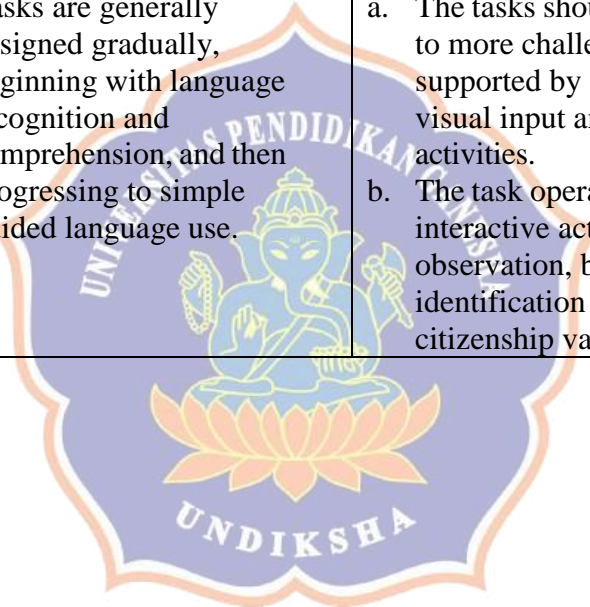 asks are generally
signed gradually,
ginning with language
cognition and
mprehension, and then
ogressing to simple
ided language use.
a. The tasks shou
to more challe
supported by
visual input an
activities.
b. The task opera
interactive act
observation, b
identification
citizenship va
UNIVERSITAS PENDIDIKAN GANESHA
UNDIKSHA